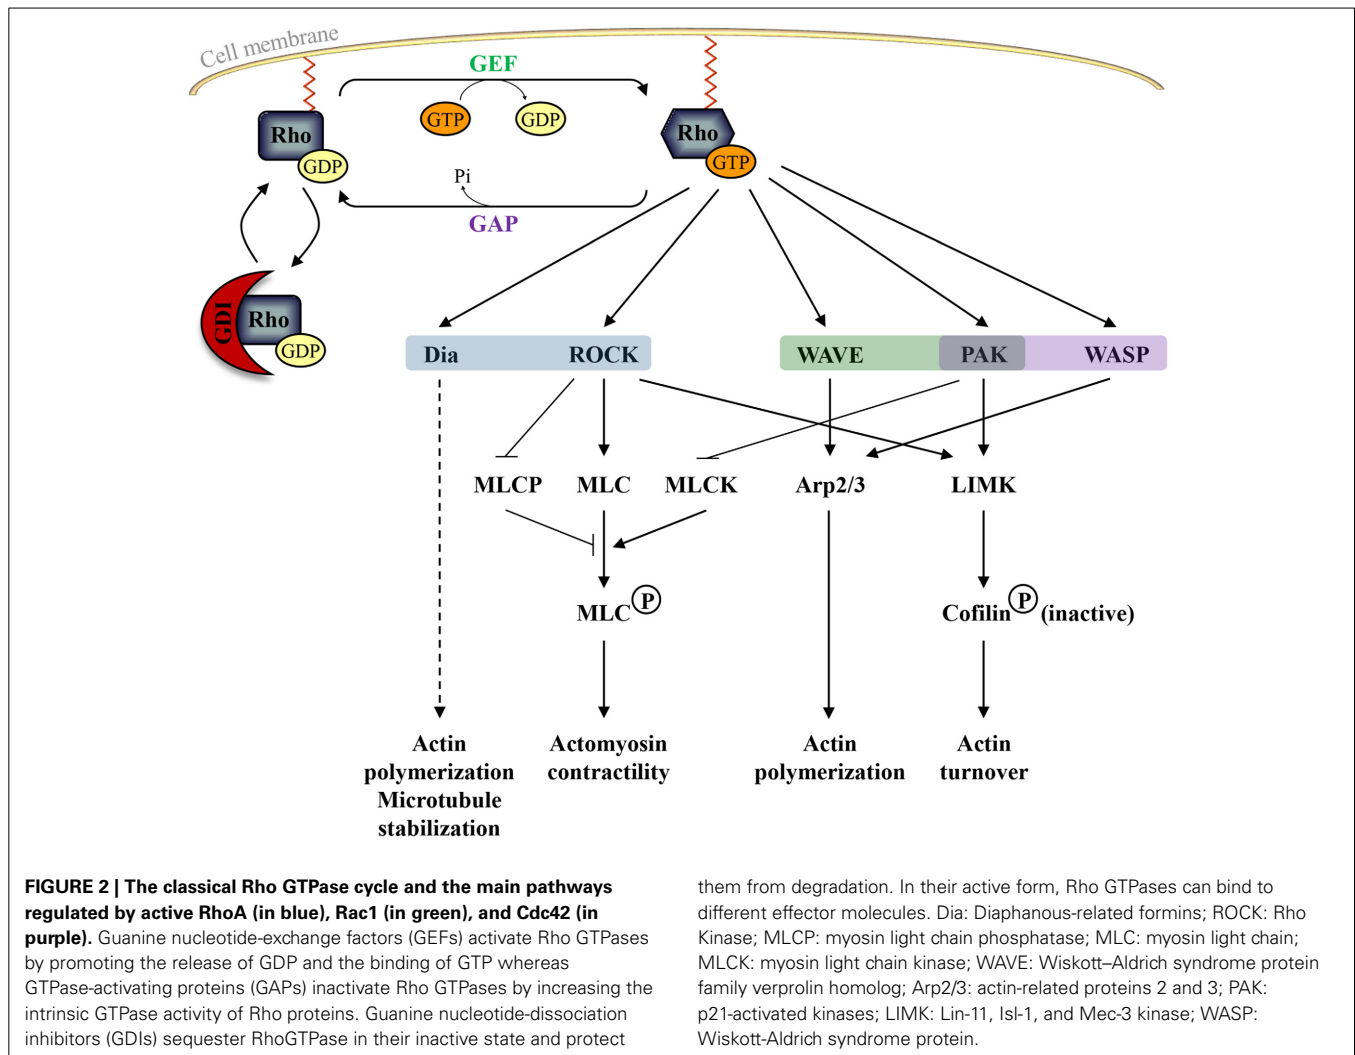 Cell membrane
GEF
GTP
GDP
Rho
GDP
Rho
GTP
Pi
GAP
GDI
Rho
GDP
Dia
ROCK
WAVE
PAK
WASP
MLCP
MLC
MLCK
Arp2/3
LIMK
MLC P
Cofilin P (inactive)
Actin
polymerization
Microtubule
stabilization
Actomyosin
contractility
Actin
polymerization
Actin
turnover
FIGURE 2 | The classical Rho GTPase cycle and the main pathways
regulated by active RhoA (in blue), Rac1 (in green), and Cdc42 (in
purple). Guanine nucleotide-exchange factors (GEFs) activate Rho GTPases
by promoting the release of GDP and the binding of GTP whereas
GTPase-activating proteins (GAPs) inactivate Rho GTPases by increasing the
intrinsic GTPase activity of Rho proteins. Guanine nucleotide-dissociation
inhibitors (GDIs) sequester RhoGTPase in their inactive state and protect
them from degradation. In their active form, Rho GTPases can bind to
different effector molecules. Dia: Diaphanous-related formins; ROCK: Rho
Kinase; MLCP: myosin light chain phosphatase; MLC: myosin light chain;
MLCK: myosin light chain kinase; WAVE: Wiskott–Aldrich syndrome protein
family verprolin homolog; Arp2/3: actin-related proteins 2 and 3; PAK:
p21-activated kinases; LIMK: Lin-11, Isl-1, and Mec-3 kinase; WASP:
Wiskott-Aldrich syndrome protein.